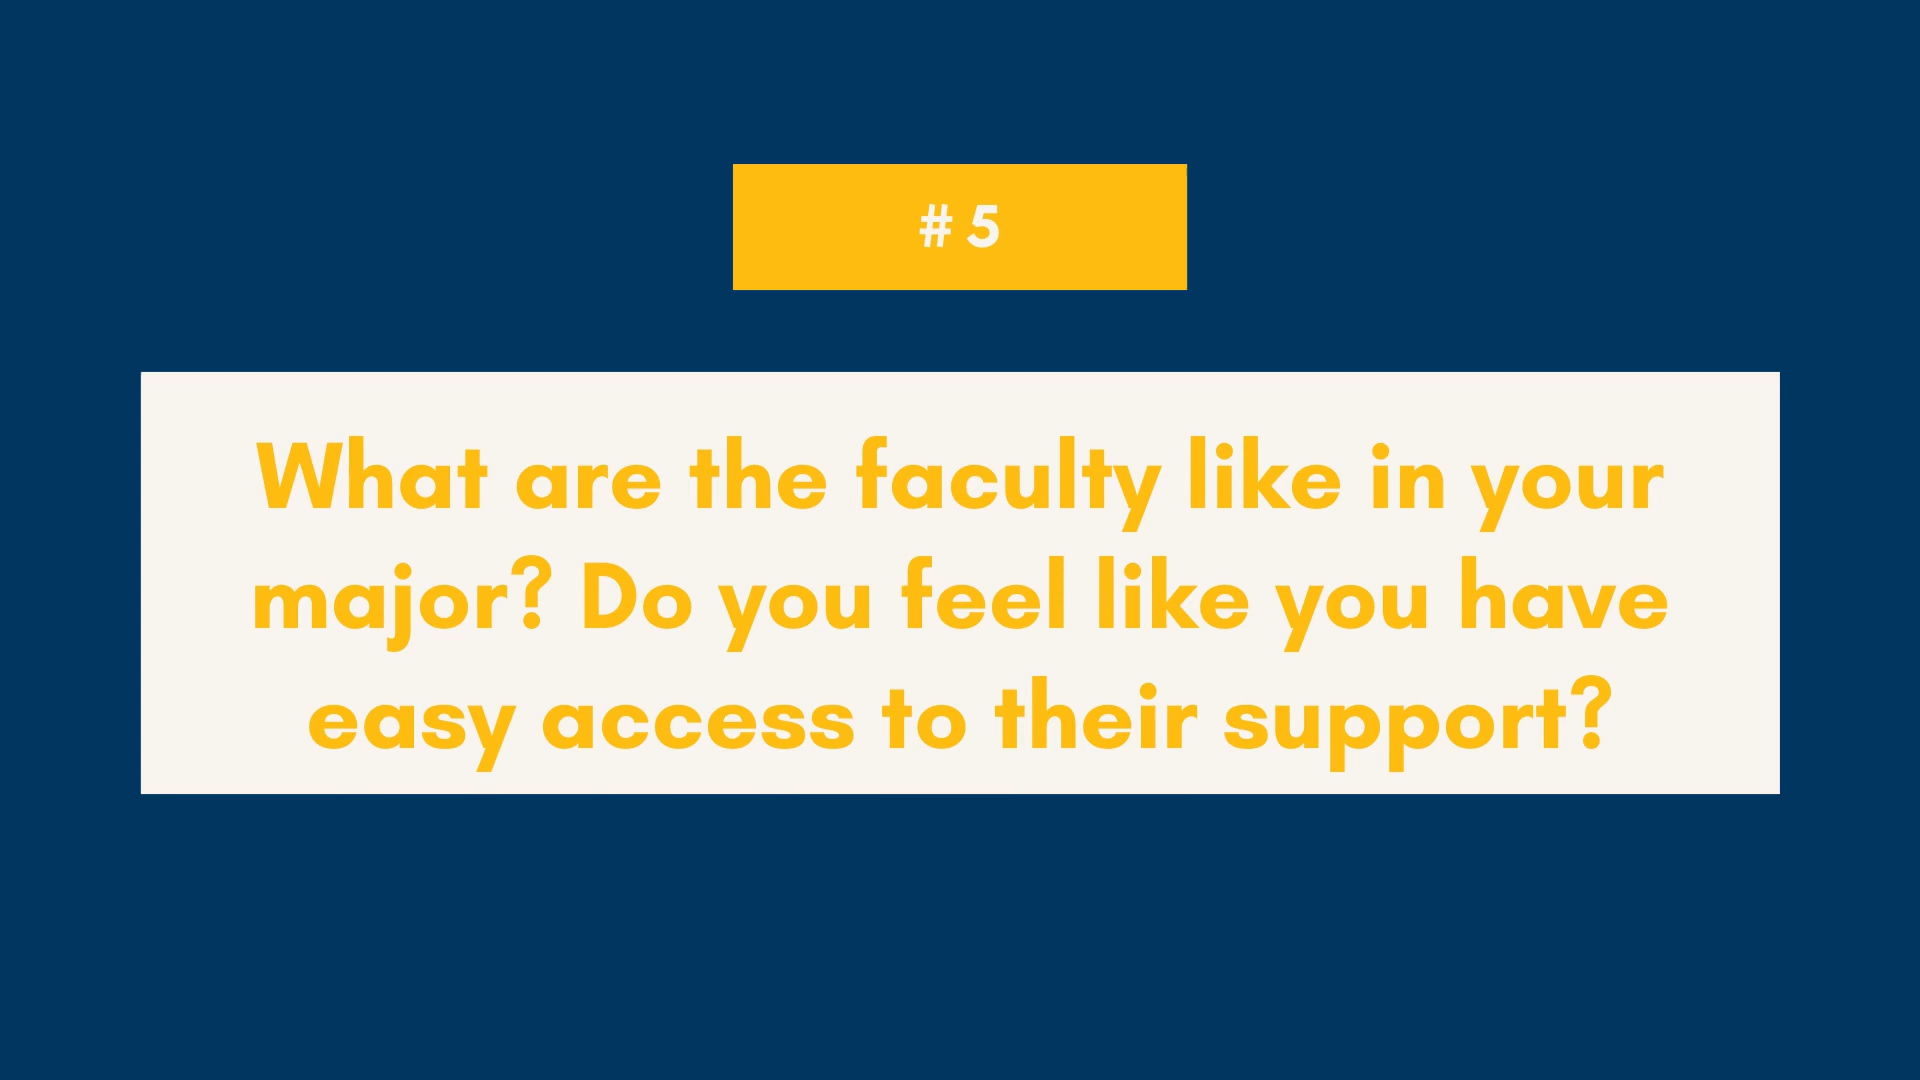 # 5
What are the faculty like in your
major? Do you feel like you have
easy access to their support?